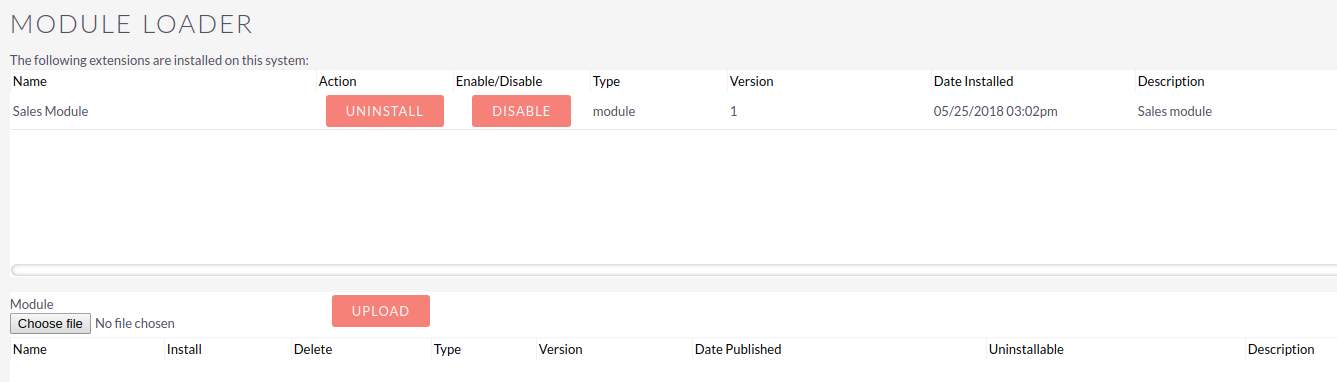 MODULE LOADER
The following extensions are installed on this system:
Name Action Enable/Disable Type Version Date Installed Description
Sales Module UNINSTALL DISABLE module 1 05/25/2018 03:02pm Sales module
Module UPLOAD
Choose file No file chosen
Name Install Delete Type Version Date Published Uninstallable Description